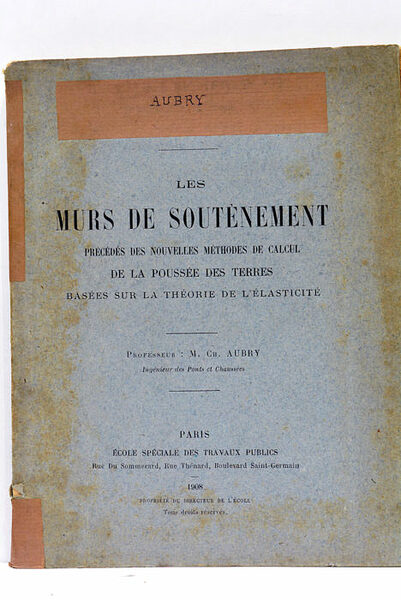 AUBRY
LES
MURS DE SOUTÈNEMENT
PRÉCÉDÉS DES NOUVELLES MÉTHODES DE CALCUL
DE LA POUSSÉE DES TERRES
BASÉES SUR LA THÉORIE DE L'ÉLASTICITÉ
PROFESSEUR : M. CH. AUBRY
Ingénieur des Ponts et Chaussées
PARIS
ÉCOLE SPÉCIALE DES TRAVAUX PUBLICS
Rue Du Sommerard, Rue Thénard, Boulevard Saint-Germain
1908
PROPRIÉTÉ DU DIRECTEUR DE L'ÉCOLE
Tous droits réservés.